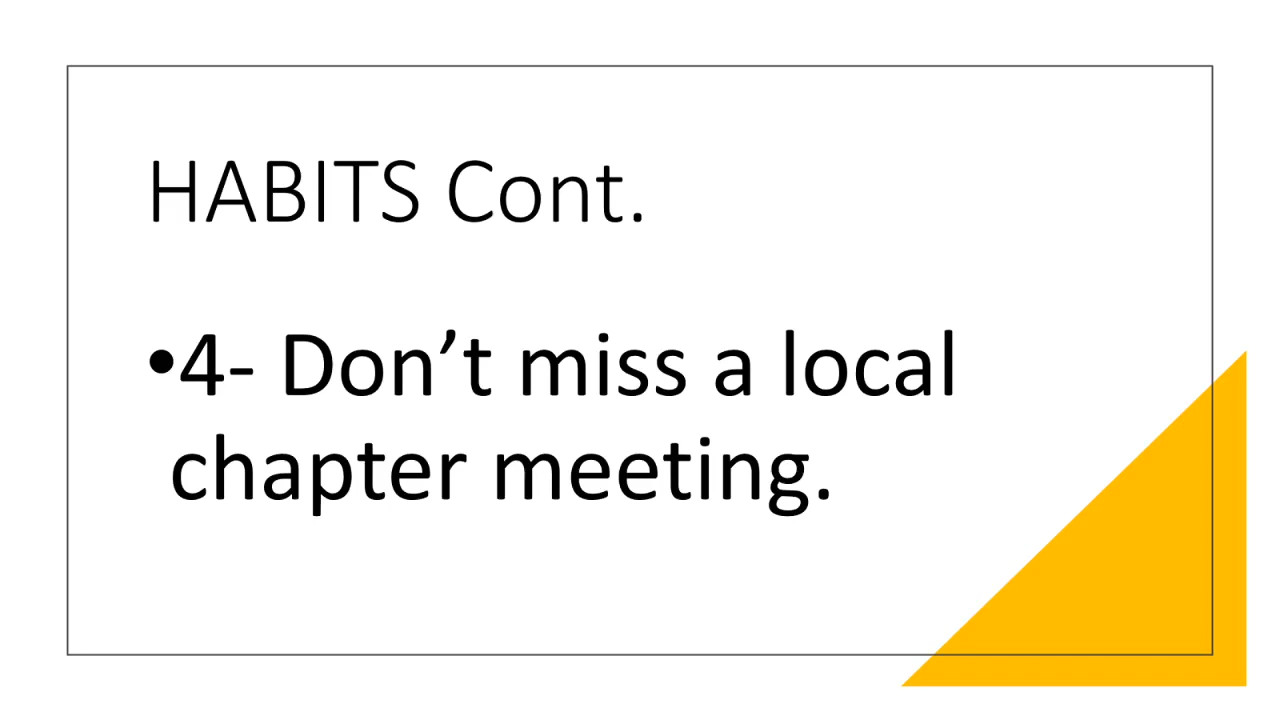 HABITS Cont.
•4- Don’t miss a local
chapter meeting.